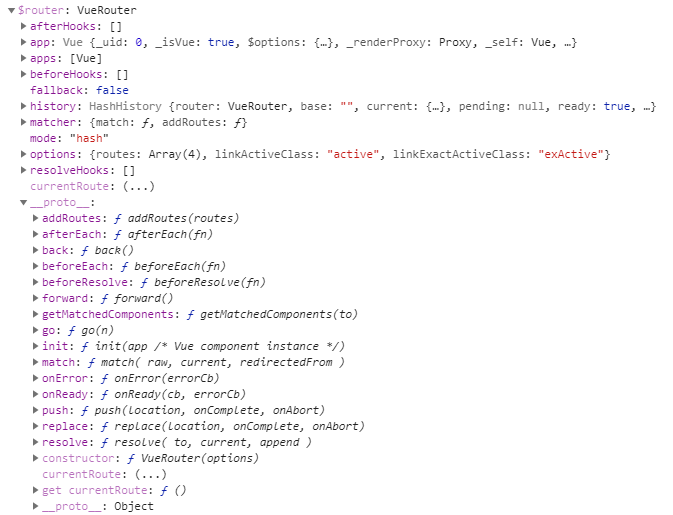 $router: VueRouter
afterHooks: []
app: Vue {_uid: 0, _isVue: true, $options: {…}, _renderProxy: Proxy, _self: Vue, …}
apps: [Vue]
beforeHooks: []
fallback: false
history: HashHistory {router: VueRouter, base: "", current: {…}, pending: null, ready: true, …}
matcher: {match: ƒ, addRoutes: ƒ}
mode: "hash"
options: {routes: Array(4), linkActiveClass: "active", linkExactActiveClass: "exActive"}
resolveHooks: []
currentRoute: (...)
__proto__:
addRoutes: ƒ addRoutes(routes)
afterEach: ƒ afterEach(fn)
back: ƒ back()
beforeEach: ƒ beforeEach(fn)
beforeResolve: ƒ beforeResolve(fn)
forward: ƒ forward()
getMatchedComponents: ƒ getMatchedComponents(to)
go: ƒ go(n)
init: ƒ init(app /* Vue component instance */)
match: ƒ match( raw, current, redirectedFrom )
onError: ƒ onError(errorCb)
onReady: ƒ onReady(cb, errorCb)
push: ƒ push(location, onComplete, onAbort)
replace: ƒ replace(location, onComplete, onAbort)
resolve: ƒ resolve( to, current, append )
constructor: ƒ VueRouter(options)
currentRoute: (...)
get currentRoute: ƒ ()
__proto__: Object